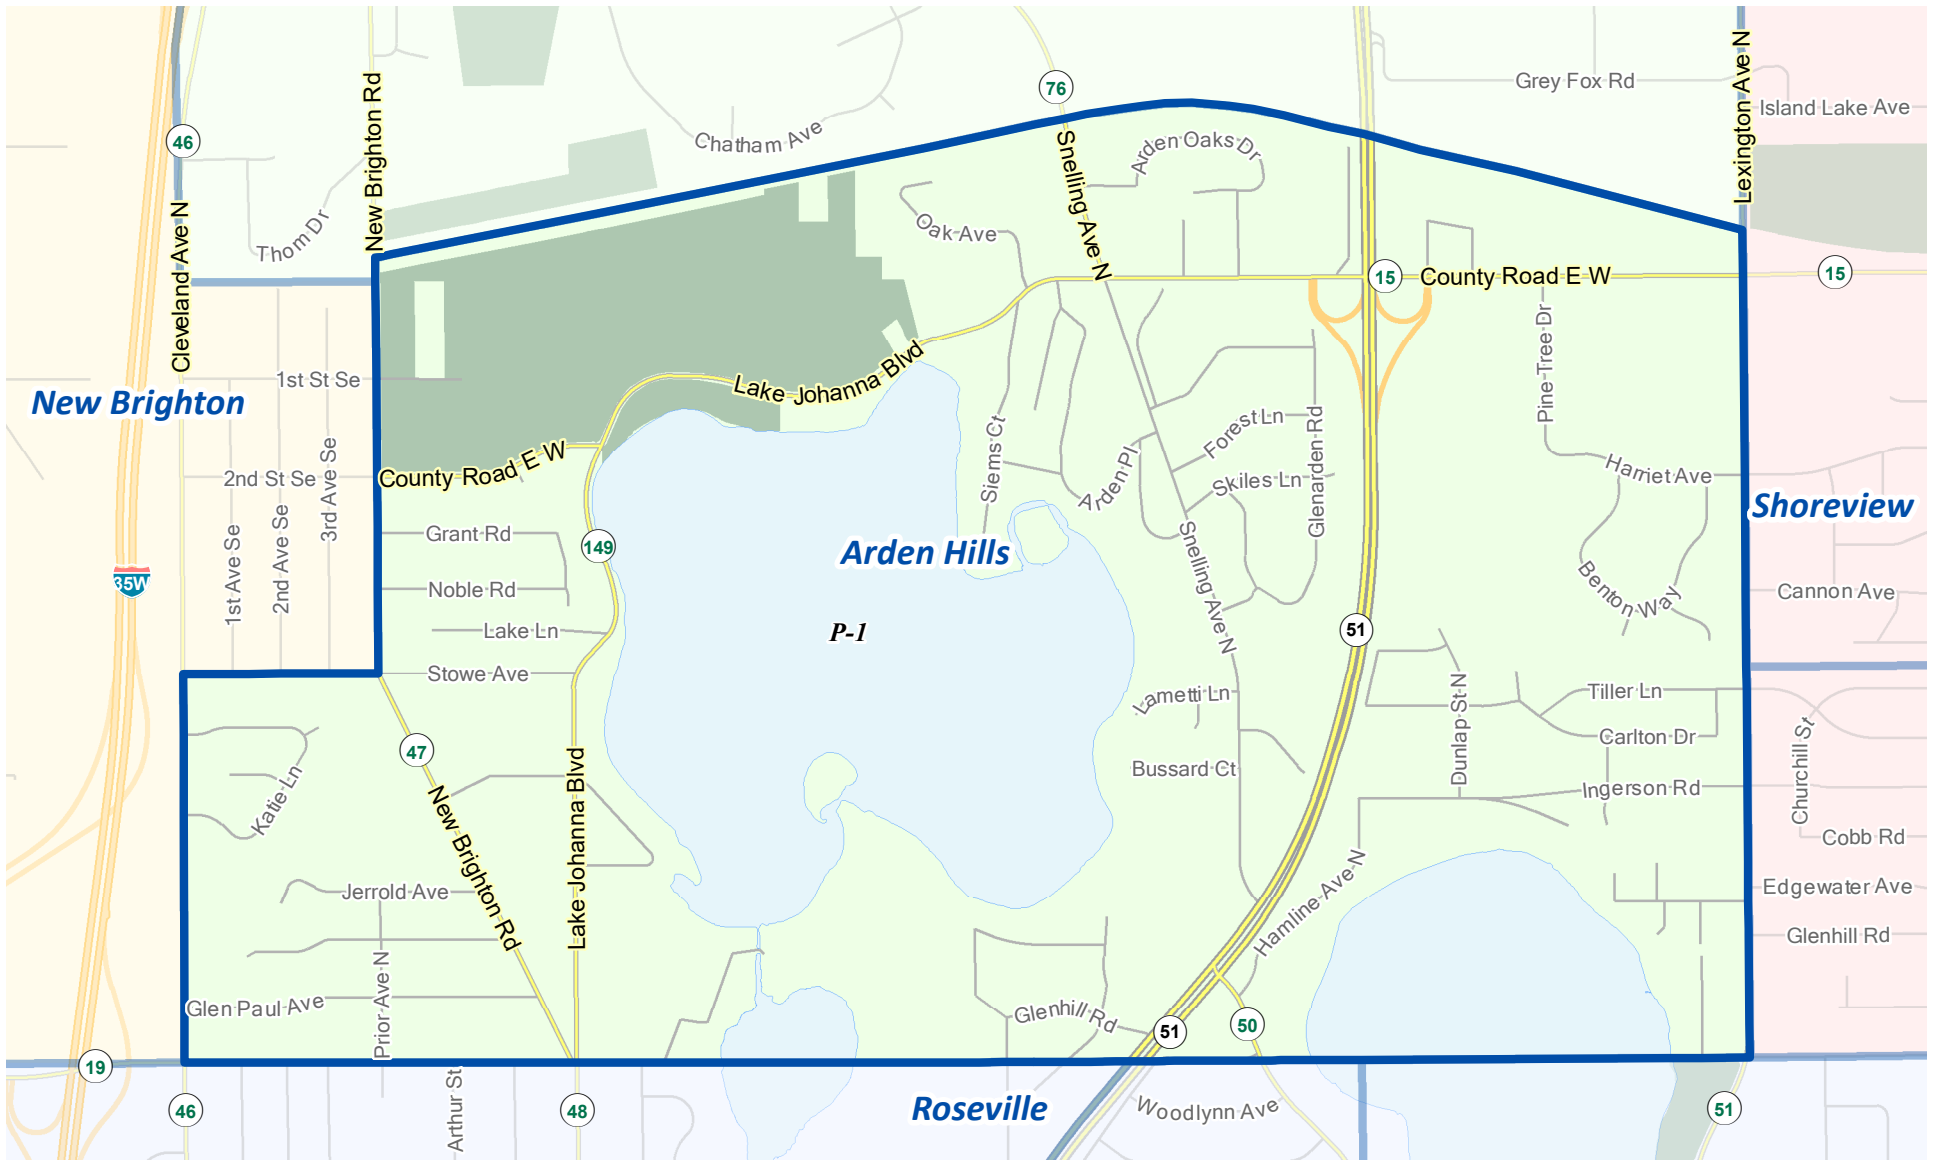 Grey Fox Rd
Lexington Ave N
Island Lake Ave
76
46
New Brighton Rd
Chatham Ave
Snelling Ave N
Arden Oaks Dr
Thom Dr
Oak Ave
Cleveland Ave N
15
County Road E W
15
1st St Se
New Brighton
Lake Johanna Blvd
Pine Tree Dr
Forest Ln
Glenarden Rd
Siems Ct
Arden Pl
Skiles Ln
Harriet Ave
County Road E W
2nd St Se
3rd Ave Se
2nd Ave Se
1st Ave Se
Shoreview
Grant Rd
149
Arden Hills
Snelling Ave N
35W
Noble Rd
Benton Way
Cannon Ave
Lake Ln
P-1
51
Stowe Ave
Lametti Ln
Dunlap St N
Tiller Ln
Carlton Dr
Churchill St
47
Lake Johanna Blvd
Bussard Ct
Katie Ln
New Brighton Rd
Ingerson Rd
Cobb Rd
Jerrold Ave
Hamline Ave N
Edgewater Ave
Glenhill Rd
Prior Ave N
Glen Paul Ave
Glenhill Rd
51
50
19
46
Arthur St
48
Roseville
Woodlynn Ave
51